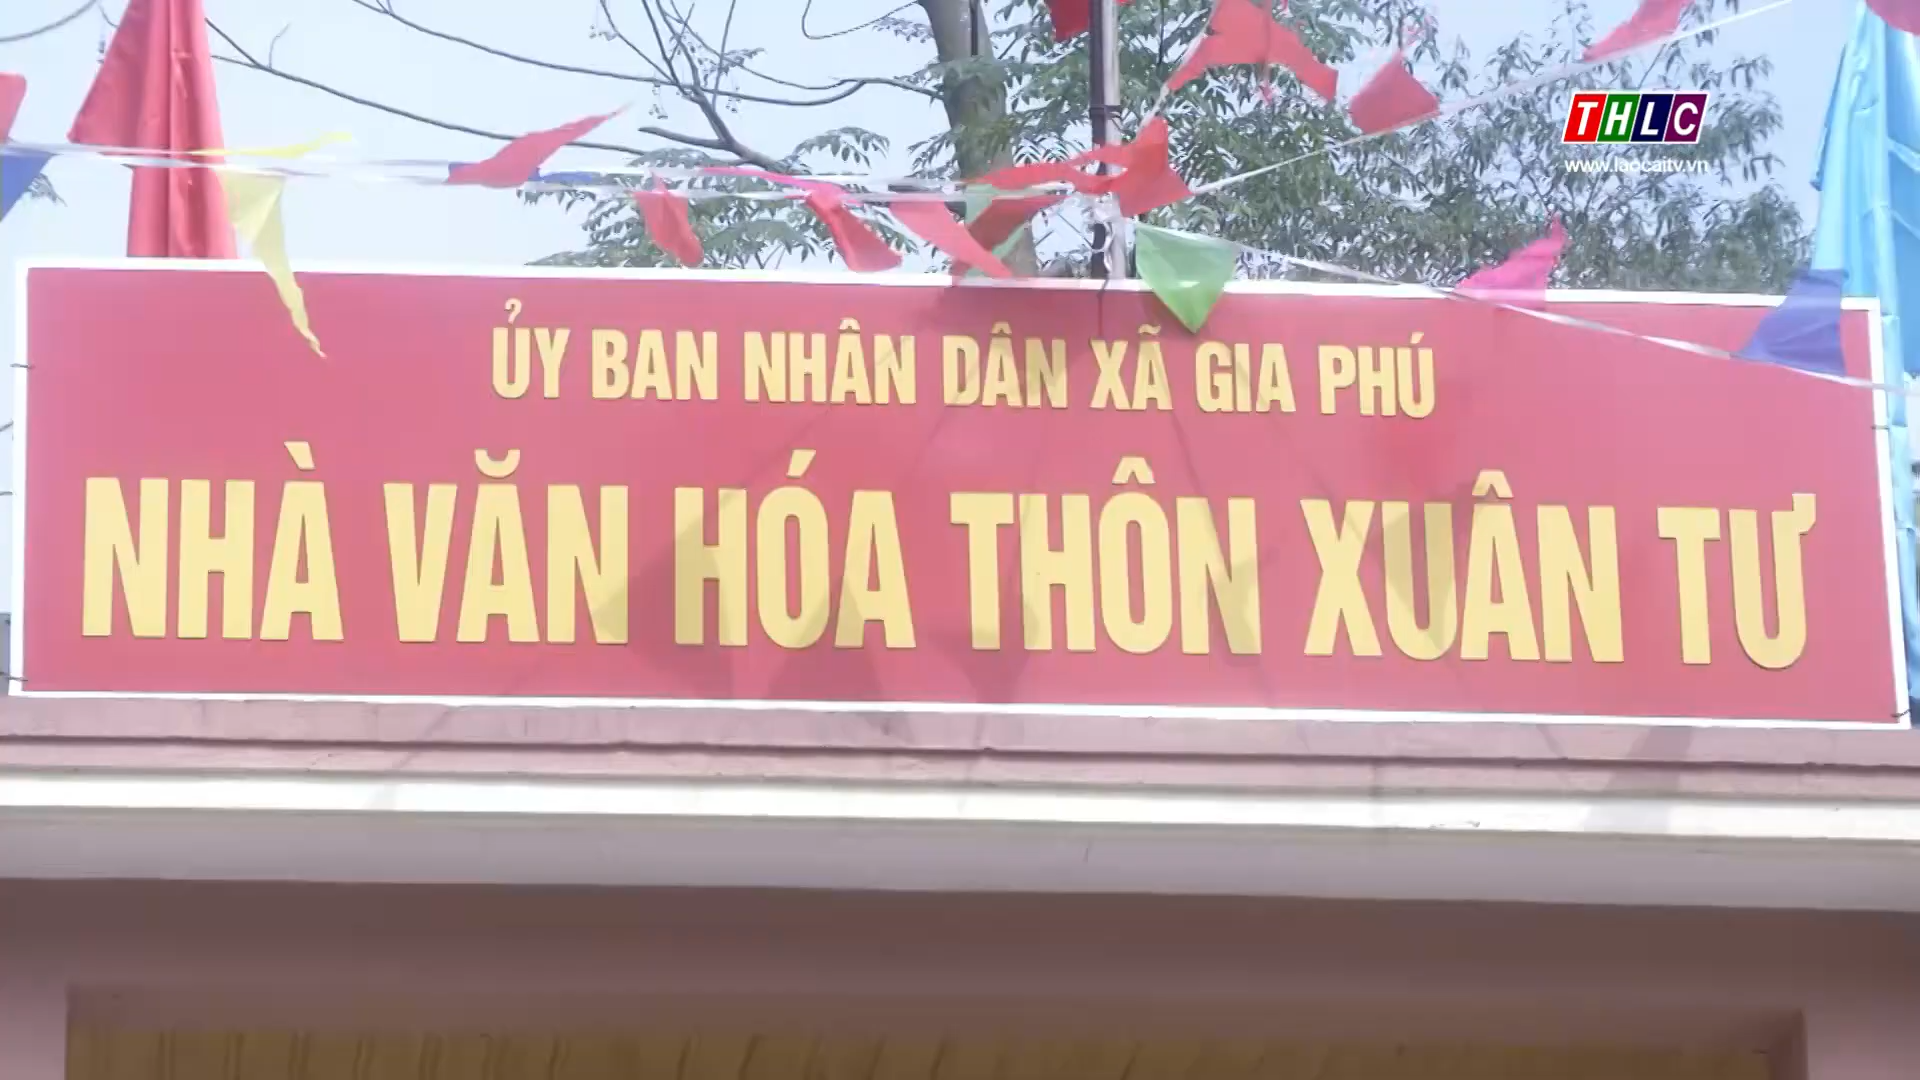 THLC
www.laocaitv.vn
ỦY BAN NHÂN DÂN XÃ GIA PHÚ
NHÀ VĂN HÓA THÔN XUÂN TƯ